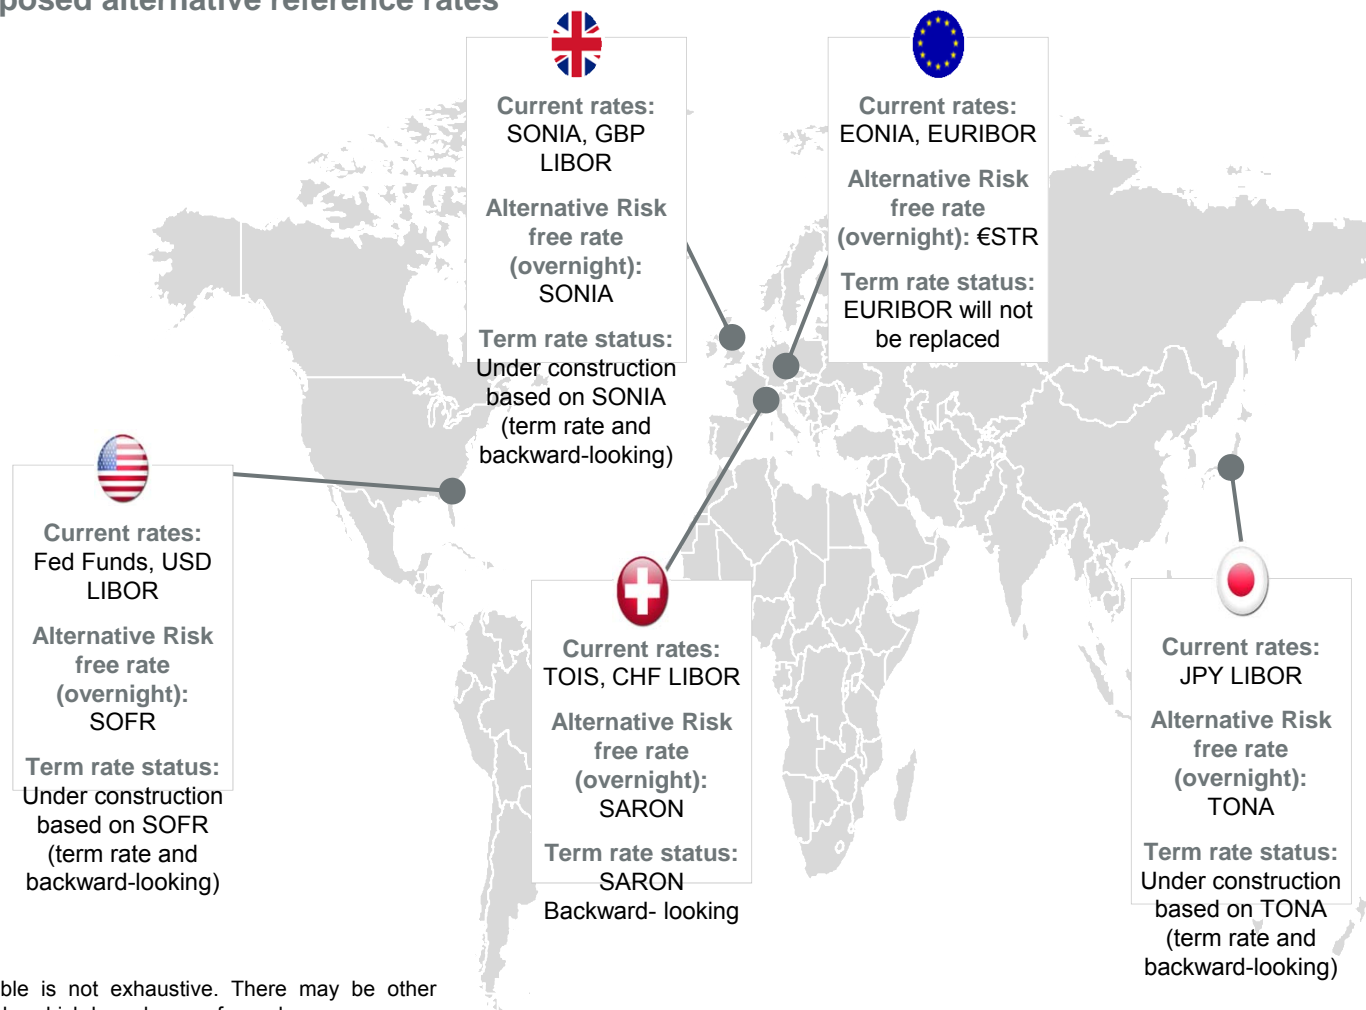 alternative reference rates
Current rates:
SONIA, GBP
LIBOR
Alternative Risk
free rate
(overnight):
SONIA
Term rate status:
Under construction
based on SONIA
(term rate and
backward-looking)
Current rates:
EONIA, EURIBOR
Alternative Risk
free rate
(overnight): €STR
Term rate status:
EURIBOR will not
be replaced
Current rates:
Fed Funds, USD
LIBOR
Alternative Risk
free rate
(overnight):
SOFR
Term rate status:
Under construction
based on SOFR
(term rate and
backward-looking)
Current rates:
TOIS, CHF LIBOR
Alternative Risk
free rate
(overnight):
SARON
Term rate status:
SARON
Backward- looking
Current rates:
JPY LIBOR
Alternative Risk
free rate
(overnight):
TONA
Term rate status:
Under construction
based on TONA
(term rate and
backward-looking)
is not exhaustive. There may be other